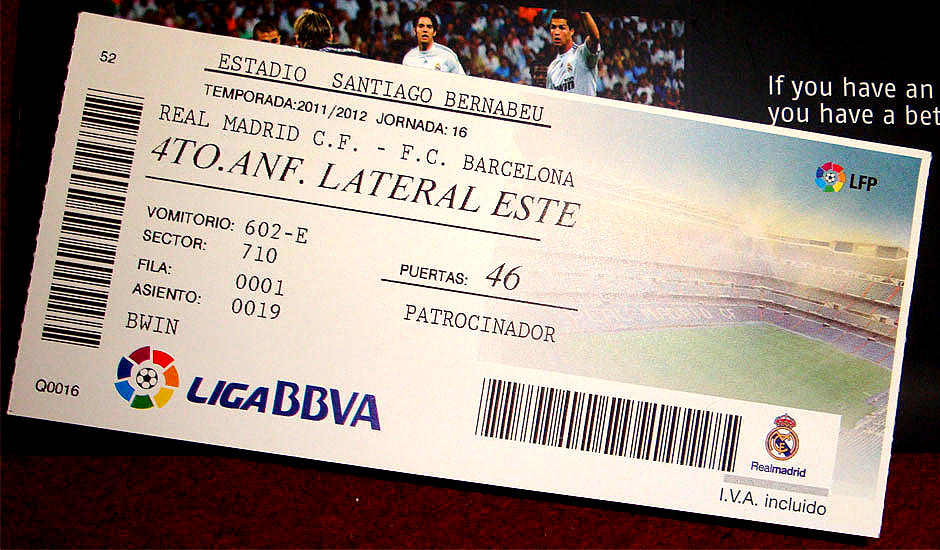 If you have an
you have a bet
52
ESTADIO SANTIAGO BERNABEU
TEMPORADA:2011/2012 JORNADA:16
REAL MADRID C.F. - F.C. BARCELONA
4TO.ANF. LATERAL ESTE
LFP
VOMITORIO: 602-E
SECTOR: 710
FILA: 0001
ASIENTO: 0019
PUERTAS: 46
BWIN
PATROCINADOR
Q0016
LIGA BBVA
Realmadrid
I.V.A. incluido